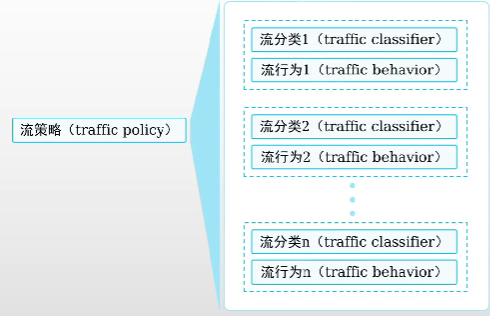 流分类1（traffic classifier）
流行为1（traffic behavior）
流策略（traffic policy）
流分类2（traffic classifier）
流行为2（traffic behavior）
流分类n（traffic classifier）
流行为n（traffic behavior）